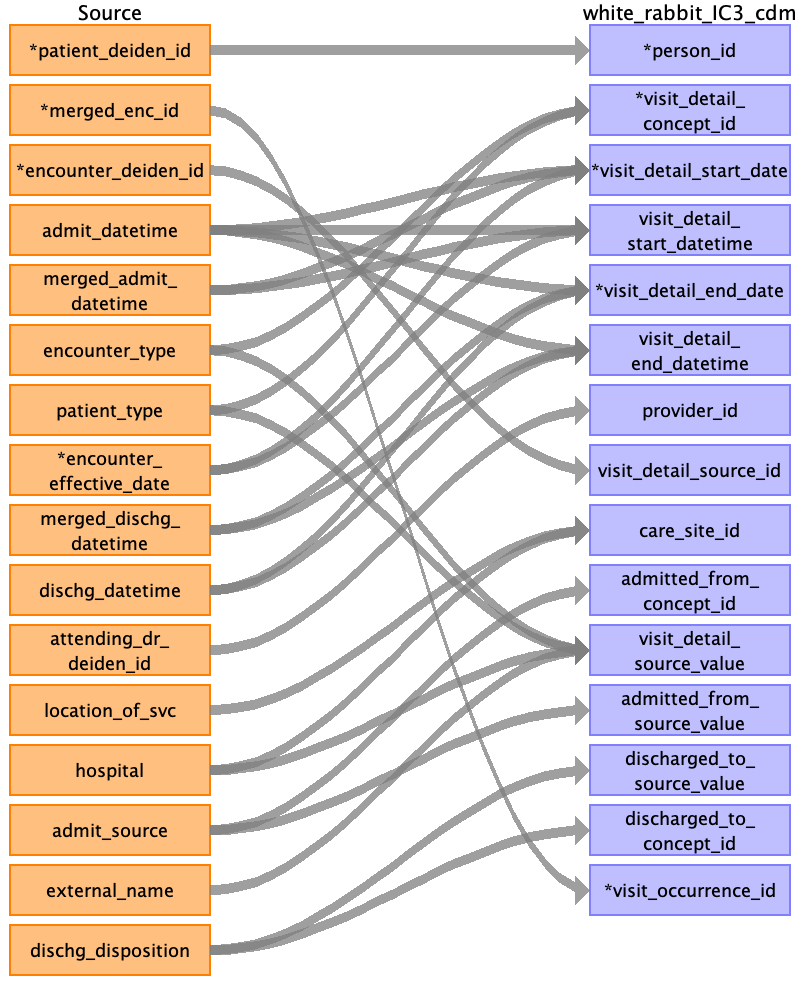 Source
white_rabbit_IC3_cdm
*patient_deiden_id
*person_id
*merged_enc_id
*visit_detail_
concept_id
*encounter_deiden_id
*visit_detail_start_date
admit_datetime
visit_detail_
start_datetime
merged_admit_
datetime
*visit_detail_end_date
encounter_type
visit_detail_
end_datetime
patient_type
provider_id
*encounter_
effective_date
visit_detail_source_id
merged_dischg_
datetime
care_site_id
dischg_datetime
admitted_from_
concept_id
attending_dr_
deiden_id
visit_detail_
source_value
location_of_svc
admitted_from_
source_value
hospital
discharged_to_
source_value
admit_source
discharged_to_
concept_id
external_name
*visit_occurrence_id
dischg_disposition